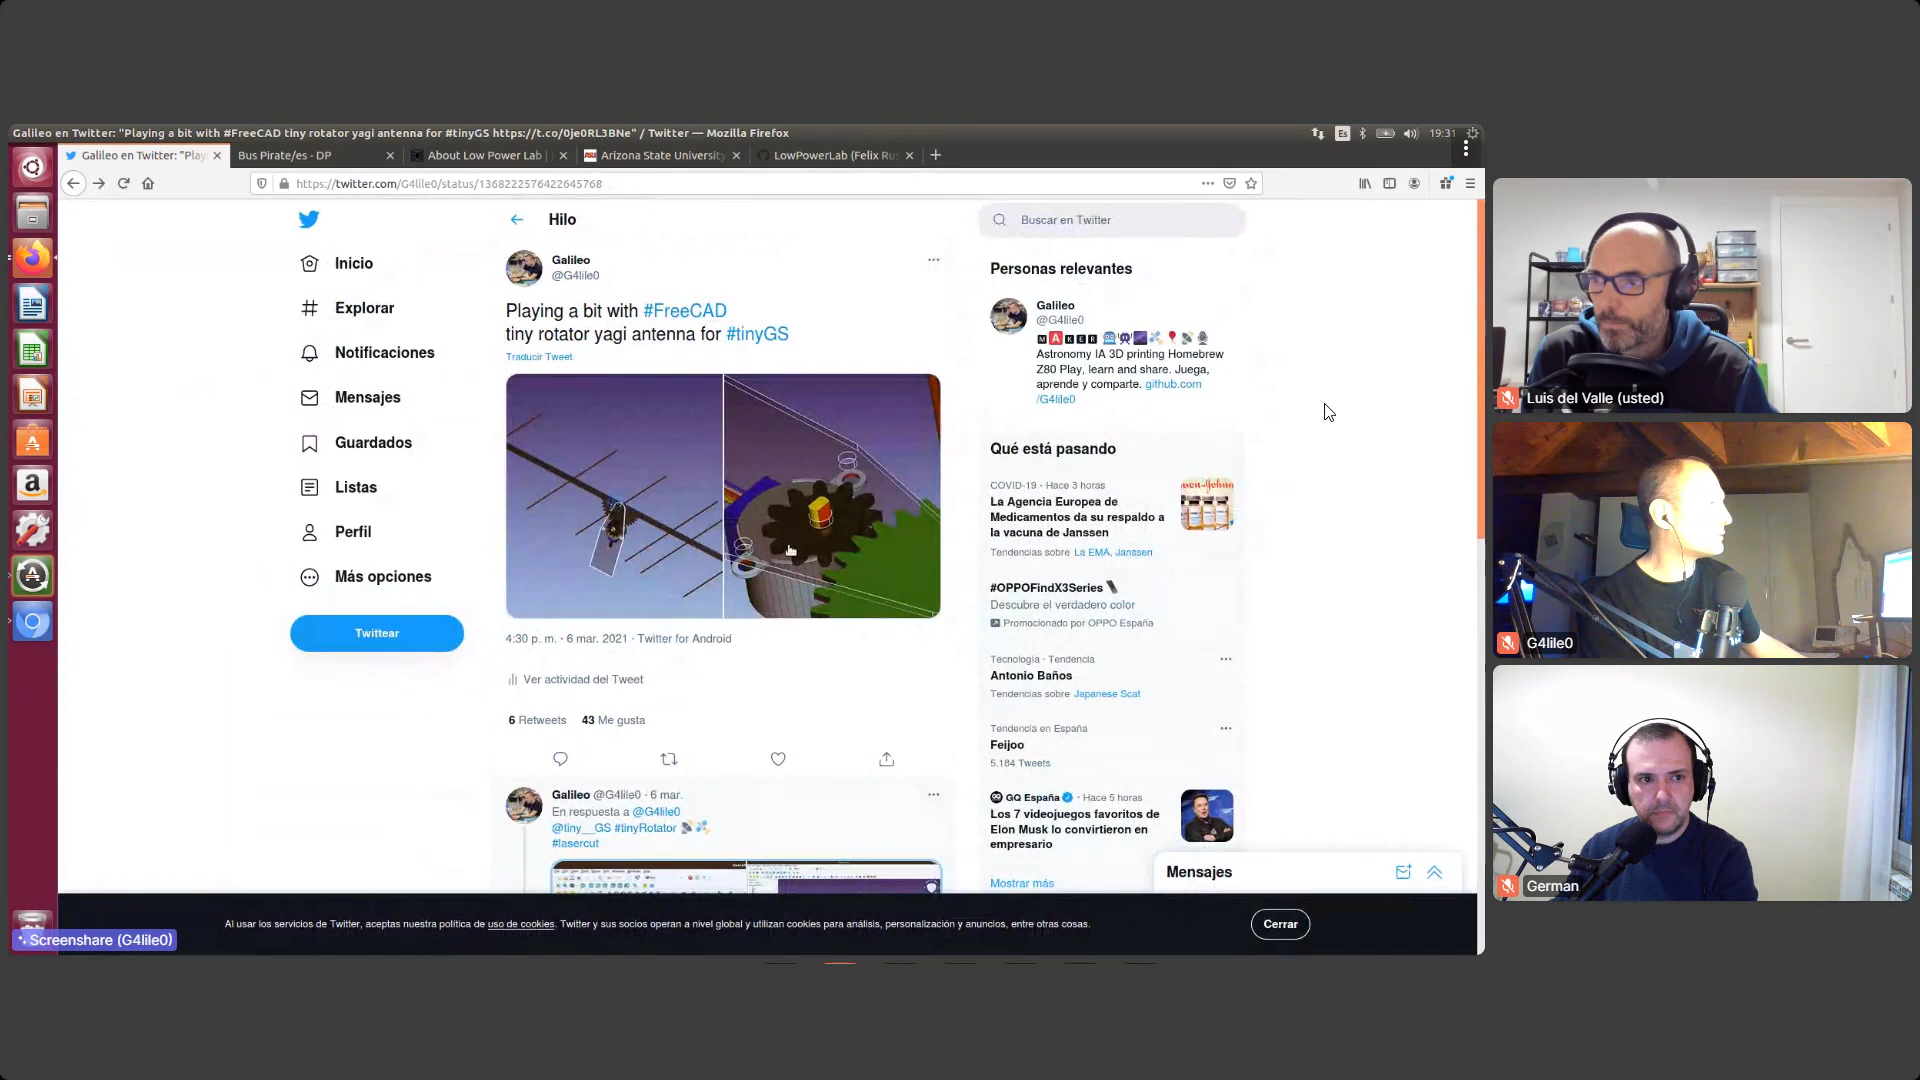 Galileo en Twitter: "Playing a bit with #FreeCAD tiny rotator yagi antenna for #tinyGS https://t.co/0je0RL3BNe" / Twitter — Mozilla Firefox
Es
19:31
Galileo en Twitter: "Play
Bus Pirate/es - DP
About Low Power Lab |
Arizona State University
LowPowerLab (Felix Rus
https://twitter.com/G4lile0/status/1368222576422645768
Inicio
Explorar
Notificaciones
Mensajes
Guardados
Listas
Perfil
Más opciones
Twittear
Hilo
Galileo
@G4lile0
Playing a bit with #FreeCAD
tiny rotator yagi antenna for #tinyGS
Traducir Tweet
4:30 p. m. · 6 mar. 2021 · Twitter for Android
Ver actividad del Tweet
6 Retweets 43 Me gusta
Galileo @G4lile0 · 6 mar.
En respuesta a @G4lile0
@tiny__GS #tinyRotator
#lasercut
Buscar en Twitter
Personas relevantes
Galileo
@G4lile0
MAKER
Astronomy IA 3D printing Homebrew
Z80 Play, learn and share. Juega,
aprende y comparte. github.com
/G4lile0
Qué está pasando
COVID-19 · Hace 3 horas
La Agencia Europea de
Medicamentos da su respaldo a
la vacuna de Janssen
Tendencias sobre La EMA, Janssen
#OPPOFindX3Series
Descubre el verdadero color
Promocionado por OPPO España
Tecnología · Tendencia
Antonio Baños
Tendencias sobre Japanese Scat
Tendencia en España
Feijoo
5.184 Tweets
GQ España · Hace 5 horas
Los 7 videojuegos favoritos de
Elon Musk lo convirtieron en
empresario
Mostrar más
Mensajes
Al usar los servicios de Twitter, aceptas nuestra política de uso de cookies. Twitter y sus socios operan a nivel global y utilizan cookies para análisis, personalización y anuncios, entre otras cosas.
Cerrar
Screenshare (G4lile0)
Luis del Valle (usted)
G4lile0
German